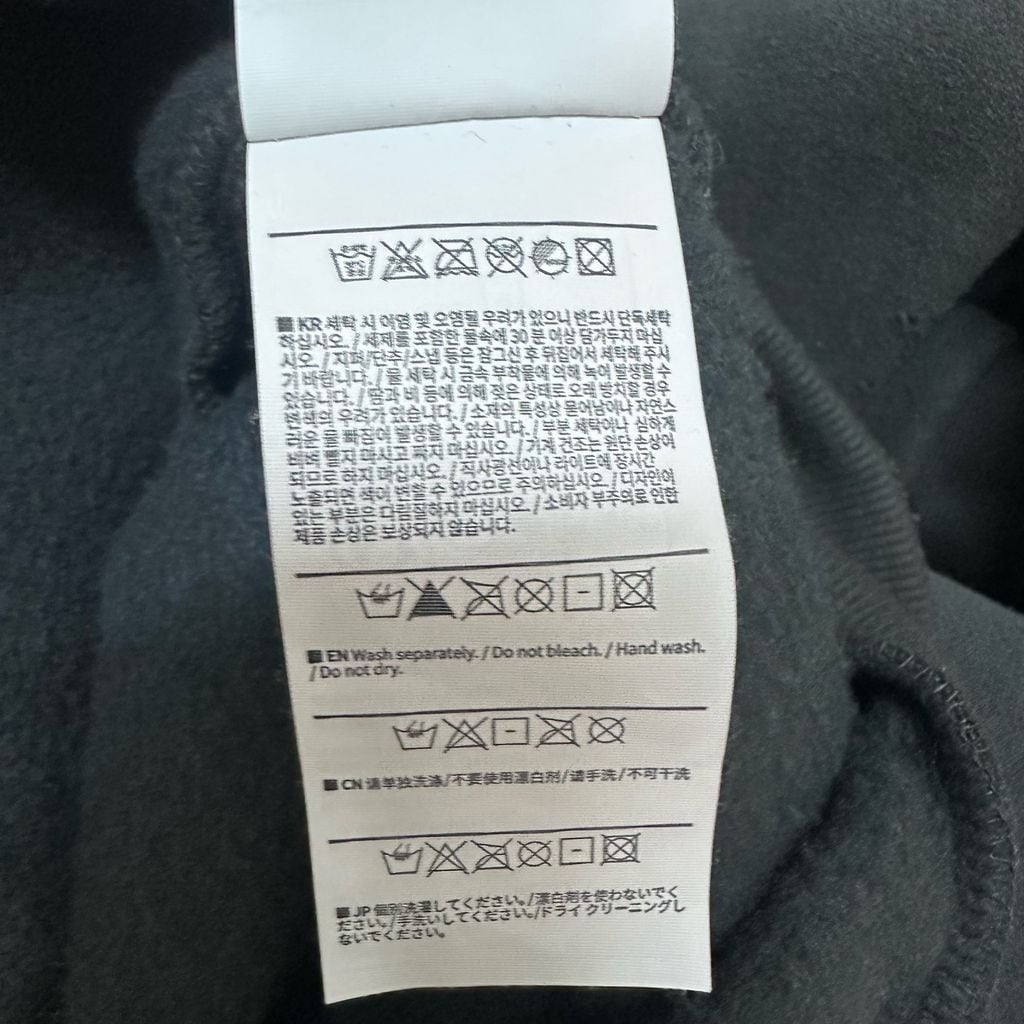 ■ KR 세탁 시 이염 및 오염될 우려가 있으니 반드시 단독세탁
하십시오. / 세제를 포함한 물속에 30분 이상 담가두지 마십
시오. / 지퍼/단추/스냅 등은 잠그신 후 뒤집어서 세탁해 주시
기 바랍니다. / 물 세탁 시 금속 부착물에 의해 녹이 발생할 수
있습니다. / 땀과 비 등에 의해 젖은 상태로 오래 방치할 경우
변색의 우려가 있습니다. / 소재의 특성상 묻어남이나 자연스
러운 털 빠짐이 발생할 수 있습니다. / 부분 세탁이나 심하게
비벼 빨지 마시고 짜지 마십시오. / 기계 건조는 원단 손상이
되므로 하지 마십시오. / 직사광선이나 라이트에 장시간
노출되면 색이 변할 수 있으므로 주의하십시오. / 디자인이
있는 부분은 다림질하지 마십시오. / 소비자 부주의로 인한
제품 손상은 보상되지 않습니다.
■ EN Wash separately. / Do not bleach. / Hand wash.
/ Do not dry.
■ CN 请单独洗涤/不要使用漂白剂/请手洗/不可干洗
■ JP 個別洗濯してください。/漂白剤を使わないでく
ださい。/手洗いしてください。/ドライクリーニングし
ないでください。